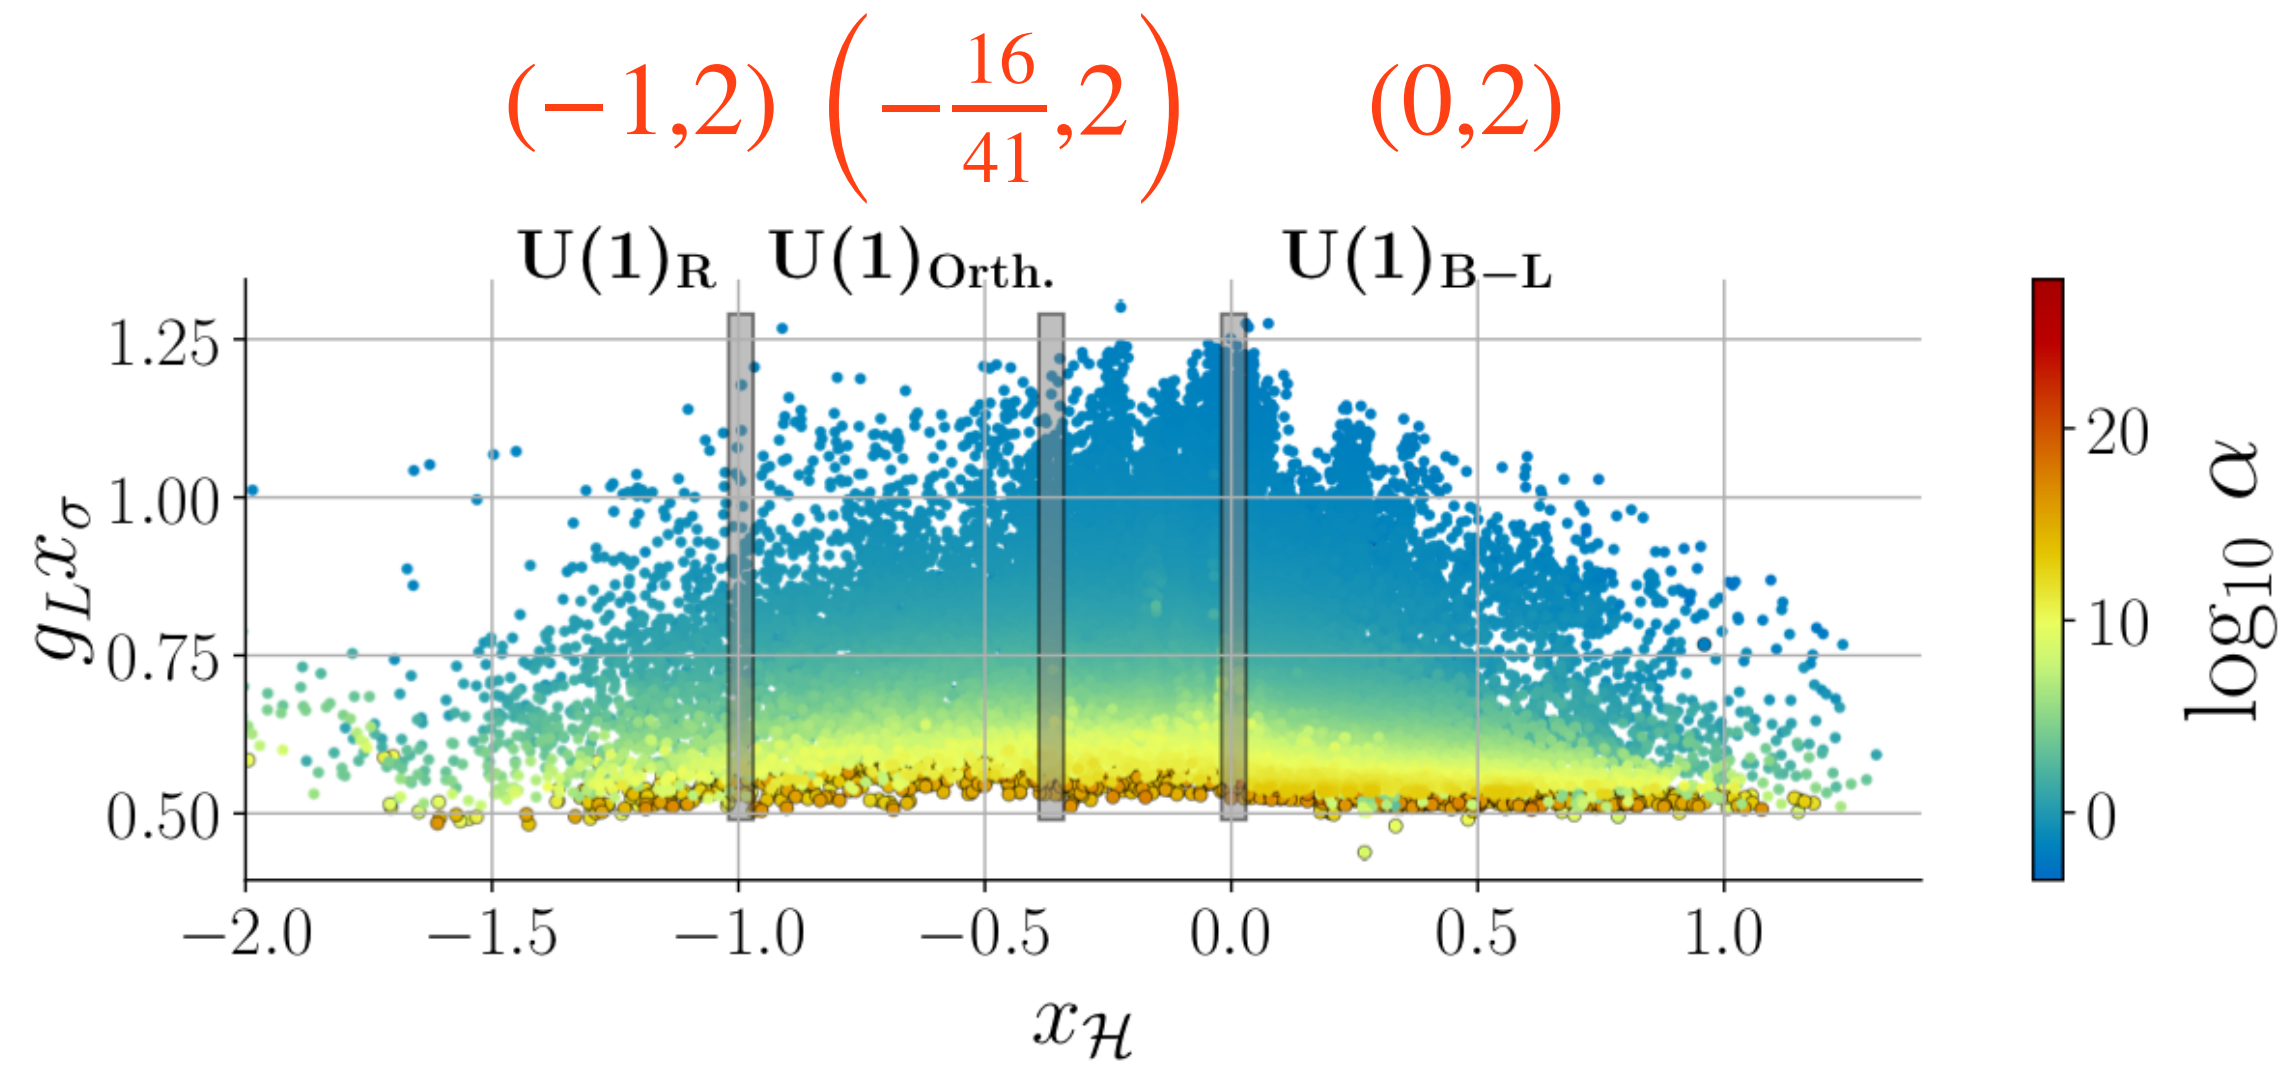 (−1,2) (−16/41,2) (0,2)
U(1)R U(1)Orth. U(1)B−L
1.25
1.00
0.75
0.50
gLxσ
−2.0 −1.5 −1.0 −0.5 0.0 0.5 1.0
xℋ
20
10
0
log10 α